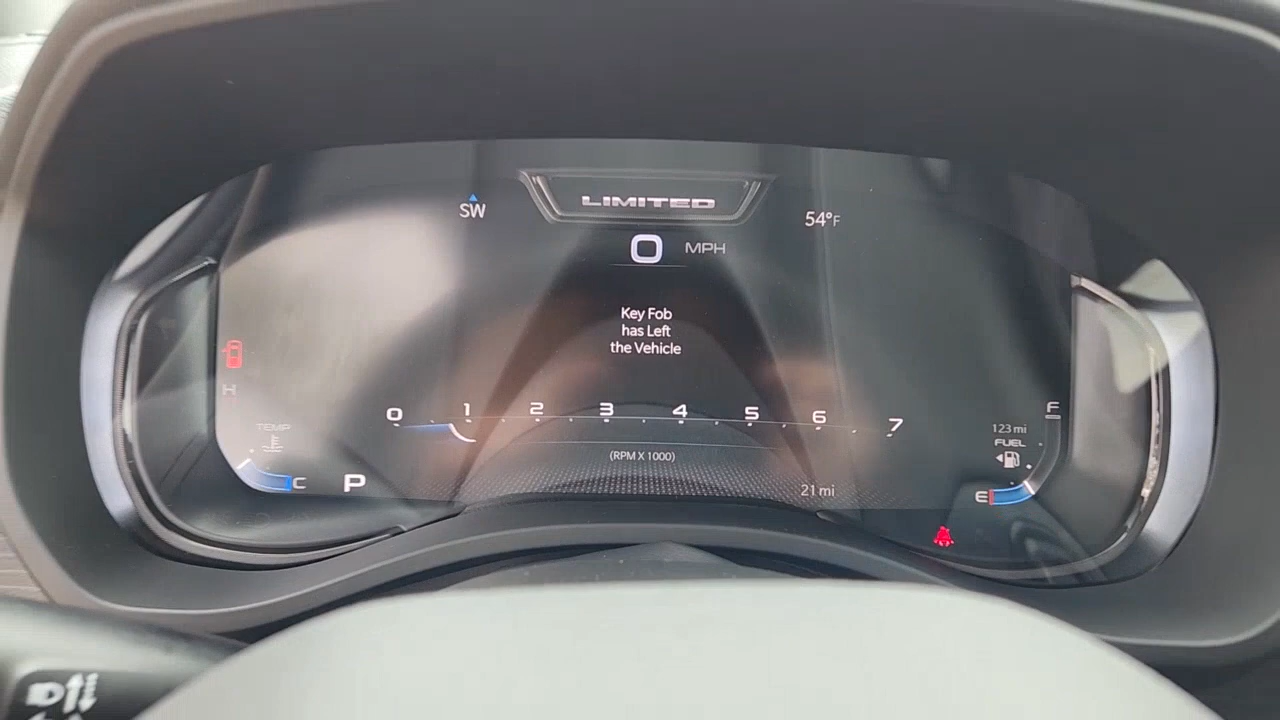 LIMITED
SW
54°F
0 MPH
Key Fob
has Left
the Vehicle
H
0 1 2 3 4 5 6 7
F
TEMP
123 mi
FUEL
(RPM X 1000)
C
P
21 mi
E